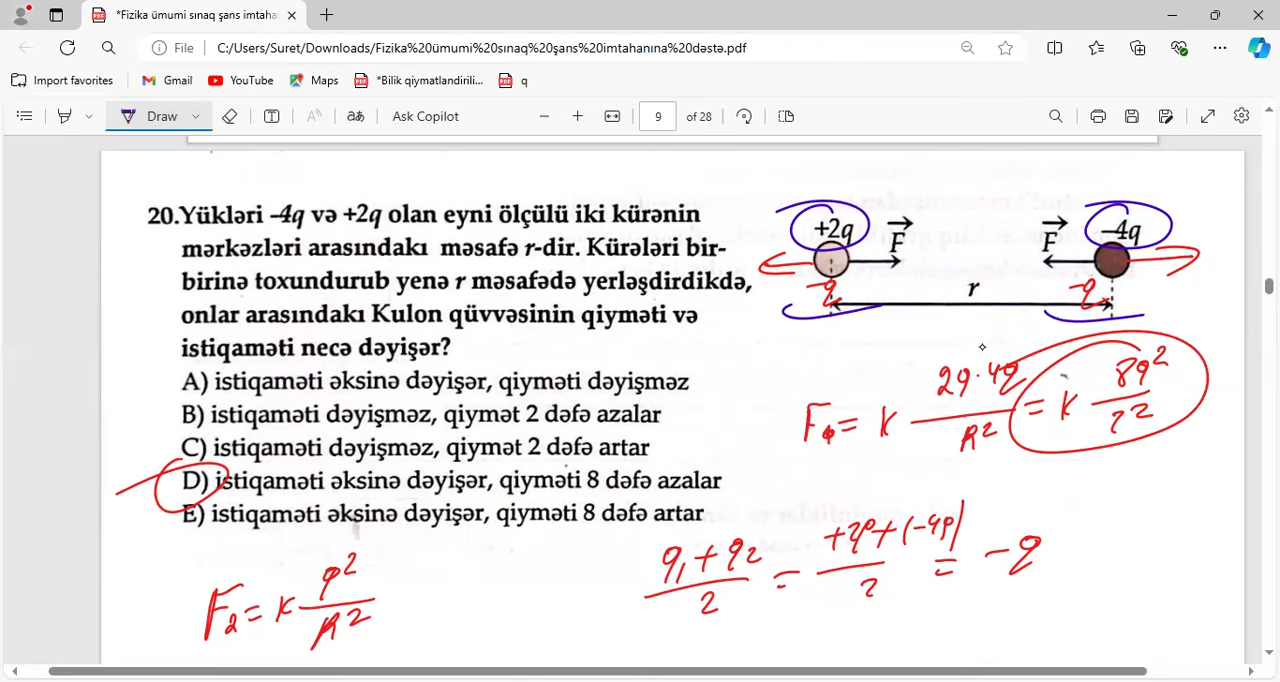 *Fizika ümumi sınaq şans imtaha
File C:/Users/Suret/Downloads/Fizika%20ümumi%20sınaq%20şans%20imtahanına%20dəstə.pdf
Import favorites Gmail YouTube Maps *Bilik qiymatlandirili... q
Draw Ask Copilot 9 of 28
20.Yükləri -4q və +2q olan eyni ölçülü iki kürənin
mərkəzləri arasındakı məsafə r-dir. Kürələri bir-
birinə toxundurub yenə r məsafədə yerləşdirdikdə,
onlar arasındakı Kulon qüvvəsinin qiyməti və
istiqaməti necə dəyişər?
A) istiqaməti əksinə dəyişər, qiyməti dəyişməz
B) istiqaməti dəyişməz, qiymət 2 dəfə azalar
C) istiqaməti dəyişməz, qiymət 2 dəfə artar
D) istiqaməti əksinə dəyişər, qiyməti 8 dəfə azalar
E) istiqaməti əksinə dəyişər, qiyməti 8 dəfə artar
+2q F F -4q
-q r -q
= K 2q·4q / R² = K 8q² / r²
q₁ + q₂ / 2 = +2q + (-4q) / 2 = -q
F₂ = K q² / R²